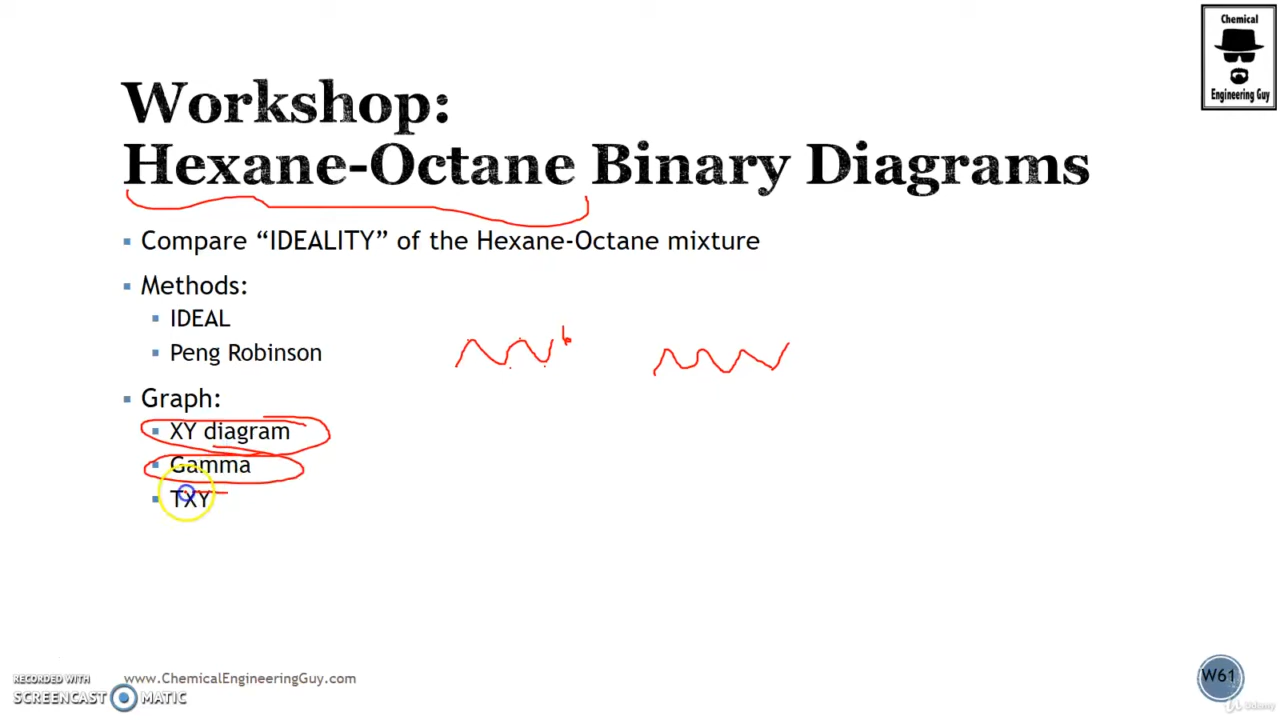 Chemical
Engineering Guy
Workshop:
Hexane-Octane Binary Diagrams
Compare “IDEALITY” of the Hexane-Octane mixture
Methods:
IDEAL
Peng Robinson
Graph:
XY diagram
Gamma
TXY
RECORDED WITH
SCREENCAST MATIC
www.ChemicalEngineeringGuy.com
W61
Udemy